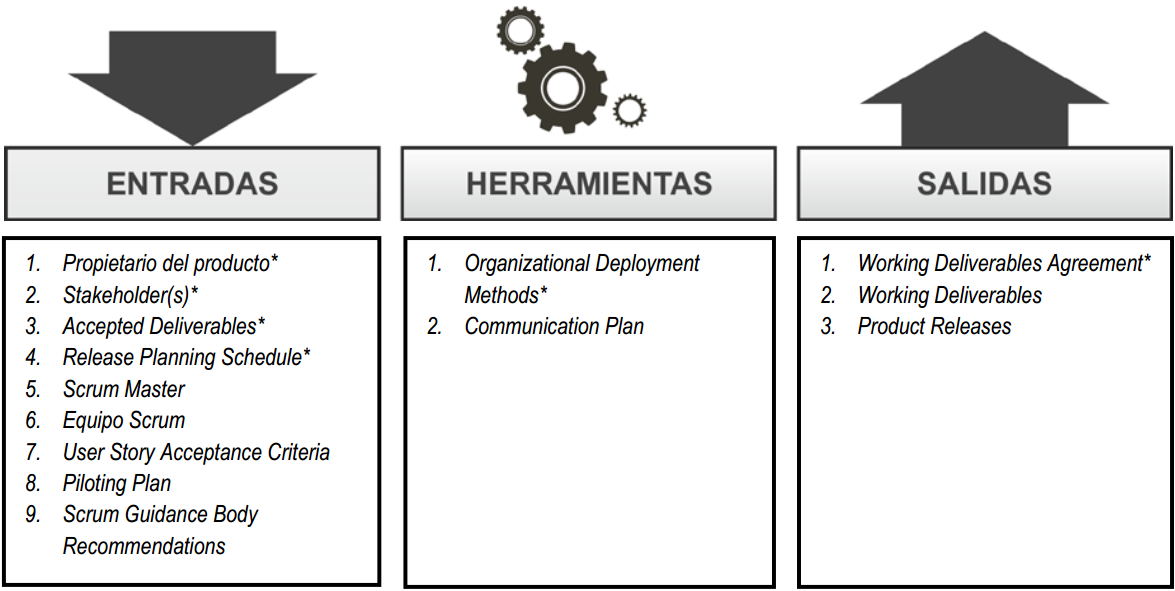 ENTRADAS
1. Propietario del producto*
2. Stakeholder(s)*
3. Accepted Deliverables*
4. Release Planning Schedule*
5. Scrum Master
6. Equipo Scrum
7. User Story Acceptance Criteria
8. Piloting Plan
9. Scrum Guidance Body
Recommendations
HERRAMIENTAS
1. Organizational Deployment
Methods*
2. Communication Plan
SALIDAS
1. Working Deliverables Agreement*
2. Working Deliverables
3. Product Releases